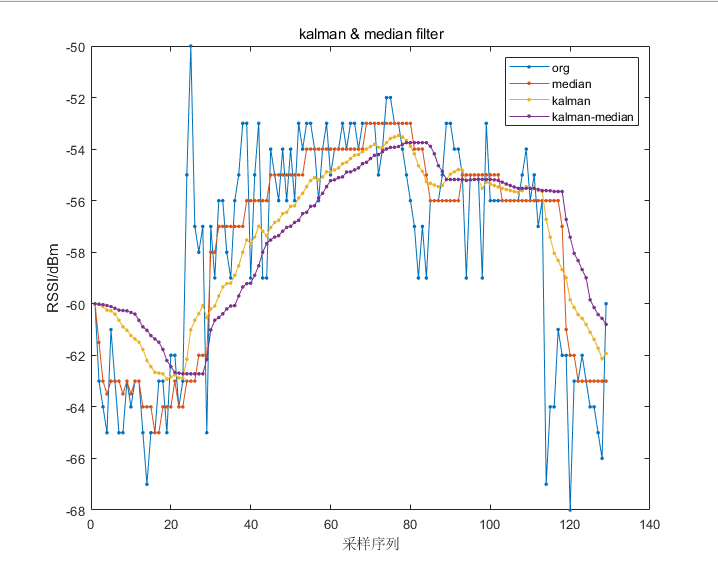 kalman & median filter
org
median
kalman
kalman-median
RSSI/dBm
-50
-52
-54
-56
-58
-60
-62
-64
-66
-68
0
20
40
60
80
100
120
140
采样序列